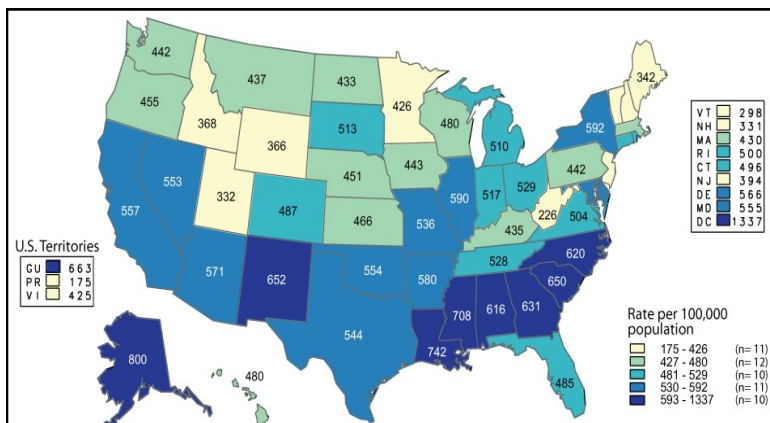 442
437
433
426
342
455
368
366
513
480
510
592
VT 298
NH 331
MA 430
RI 500
CT 496
NJ 394
DE 566
MD 555
DC 1337
553
332
487
451
443
590
517
529
442
226
504
557
466
536
435
528
620
571
652
554
580
650
544
742
708
616
631
485
U.S. Territories
GU 663
PR 175
VI 425
800
480
Rate per 100,000
population
175 - 426 (n= 11)
427 - 480 (n= 12)
481 - 529 (n= 10)
530 - 592 (n= 11)
593 - 1337 (n= 10)